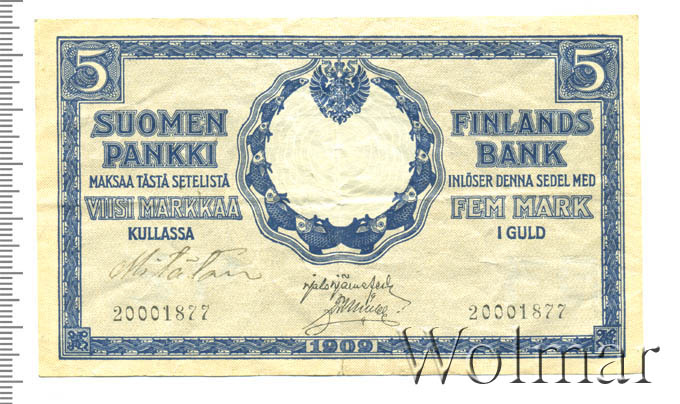 5 5
SUOMEN
PANKKI
MAKSAA TÄSTÄ SETELISTÄ
VIISI MARKKAA
KULLASSA
FINLANDS
BANK
INLÖSER DENNA SEDEL MED
FEM MARK
I GULD
20001877 20001877
1909
Wolmar